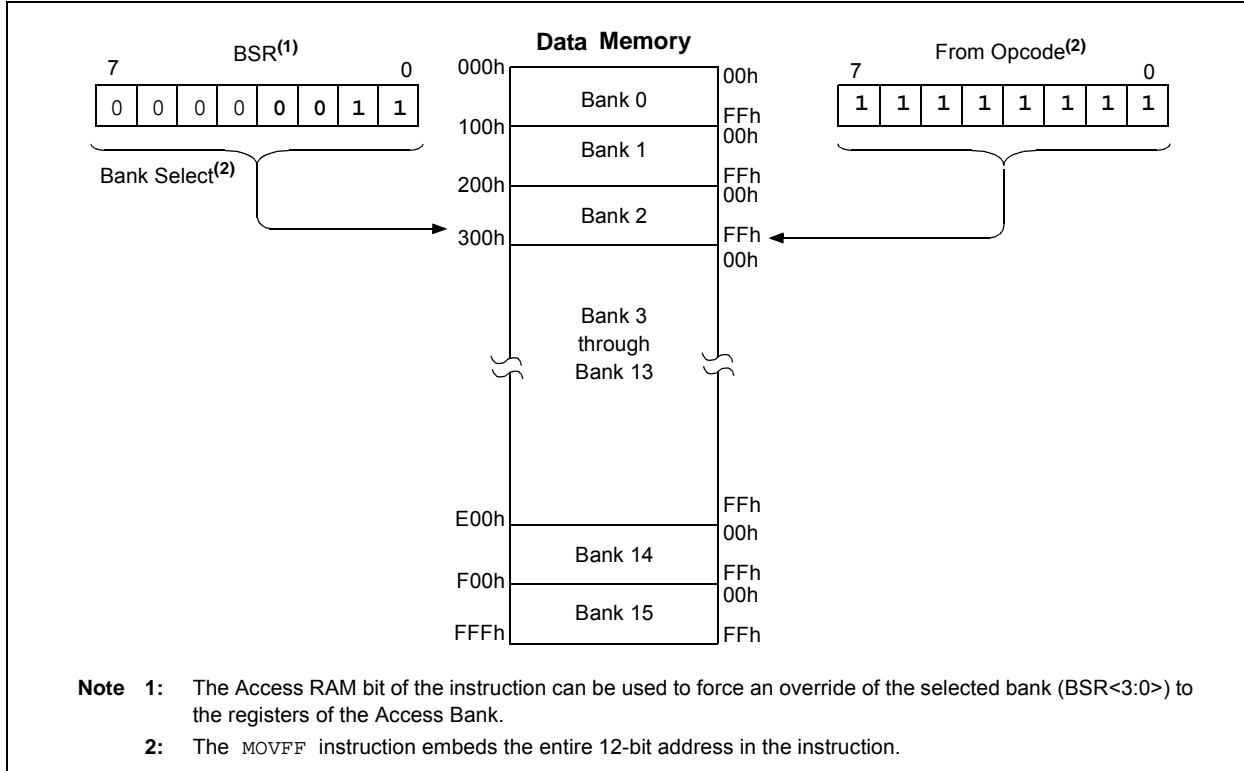 Data Memory
BSR(1)
From Opcode(2)
7 0
7 0
0 0 0 0 0 0 1 1
1 1 1 1 1 1 1 1
Bank Select(2)
000h
00h
Bank 0
FFh
100h
00h
Bank 1
FFh
200h
00h
Bank 2
FFh
300h
00h
Bank 3
through
Bank 13
FFh
E00h
00h
Bank 14
FFh
F00h
00h
Bank 15
FFFh
FFh
Note 1: The Access RAM bit of the instruction can be used to force an override of the selected bank (BSR<3:0>) to
the registers of the Access Bank.
2: The MOVFF instruction embeds the entire 12-bit address in the instruction.